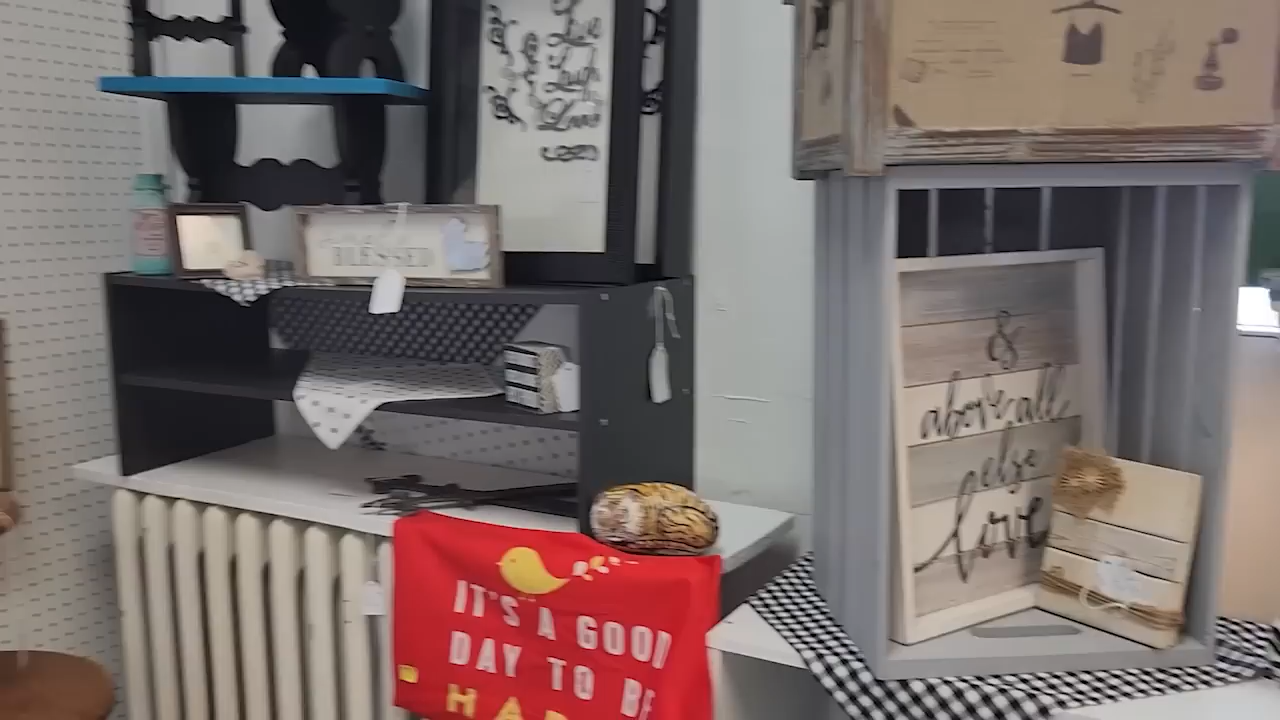 Live
Laugh
Love
BLESSED
&
above all
else
love
IT'S A GOOD
DAY TO BE